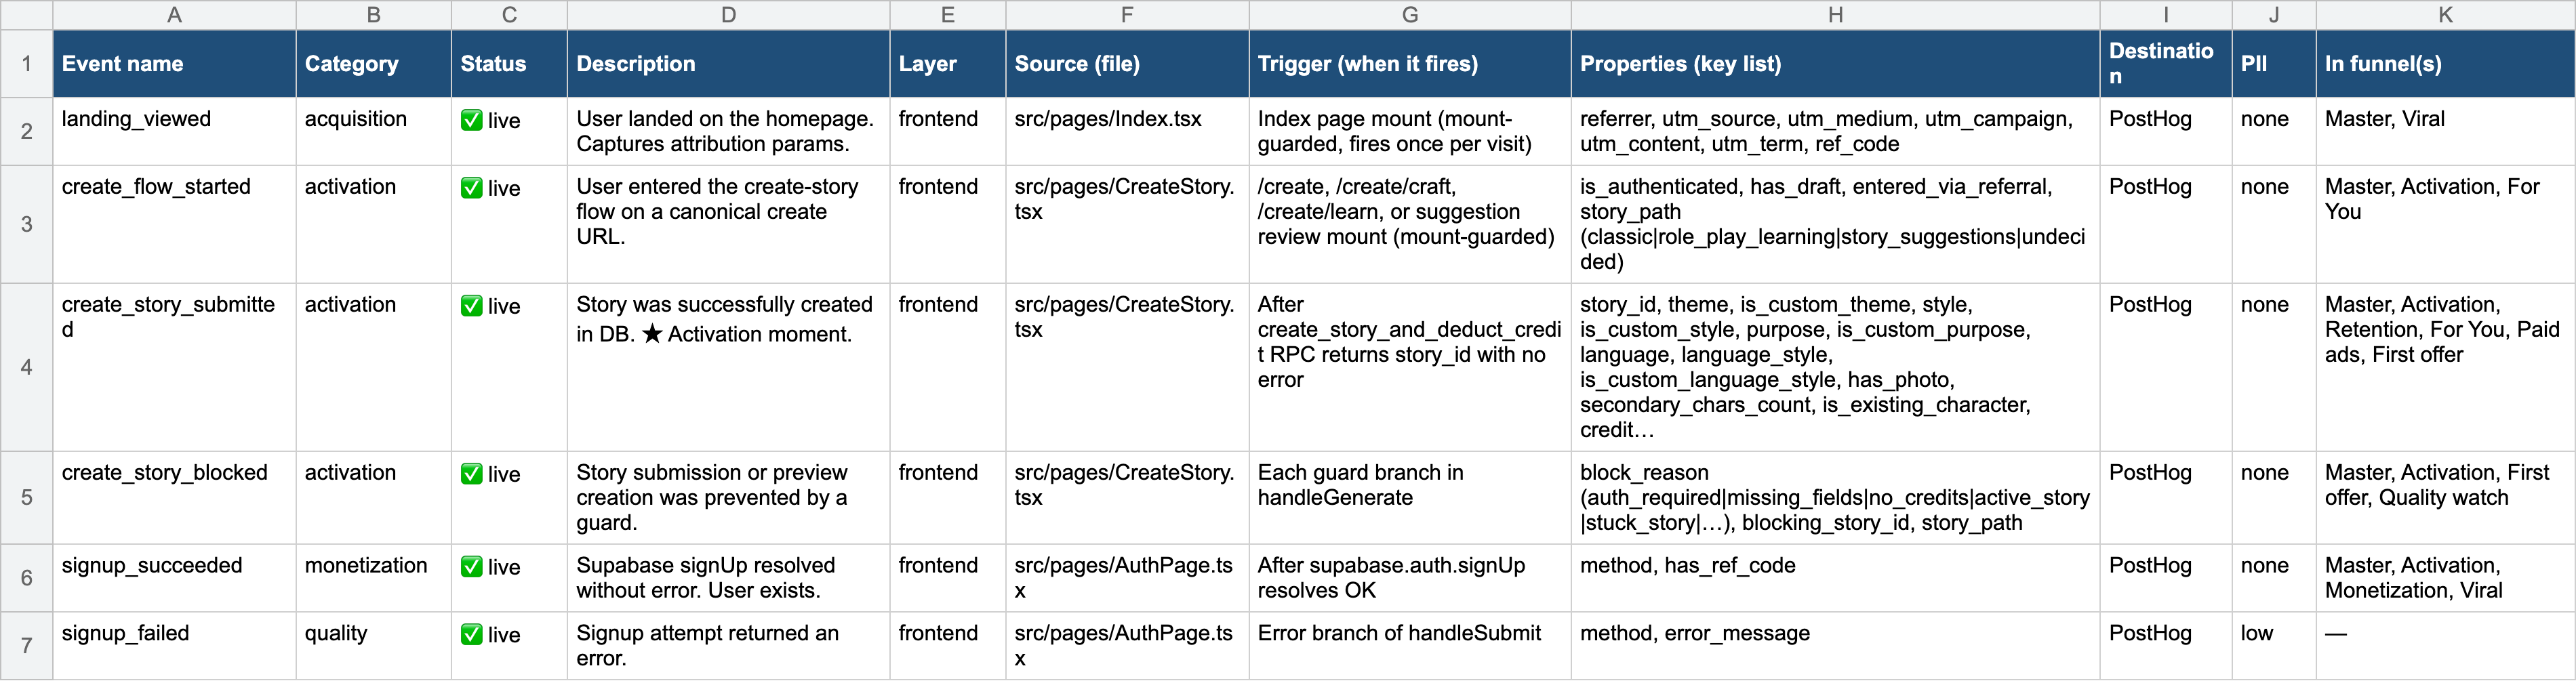 A B C D E F G H I J K
1 Event name Category Status Description Layer Source (file) Trigger (when it fires) Properties (key list) Destinatio PII In funnel(s)
n
2 landing_viewed acquisition ✅ live User landed on the homepage. frontend src/pages/Index.tsx Index page mount (mount- referrer, utm_source, utm_medium, utm_campaign, PostHog none Master, Viral
Captures attribution params. guarded, fires once per visit) utm_content, utm_term, ref_code
3 create_flow_started activation ✅ live User entered the create-story frontend src/pages/CreateStory. /create, /create/craft, is_authenticated, has_draft, entered_via_referral, PostHog none Master, Activation, For
flow on a canonical create tsx /create/learn, or suggestion story_path You
URL. review mount (mount-guarded) (classic|role_play_learning|story_suggestions|undeci
ded)
4 create_story_submitte activation ✅ live Story was successfully created frontend src/pages/CreateStory. After story_id, theme, is_custom_theme, style, PostHog none Master, Activation,
d in DB. ★ Activation moment. tsx create_story_and_deduct_credi is_custom_style, purpose, is_custom_purpose, Retention, For You, Paid
t RPC returns story_id with no language, language_style, ads, First offer
error is_custom_language_style, has_photo,
secondary_chars_count, is_existing_character,
credit…
5 create_story_blocked activation ✅ live Story submission or preview frontend src/pages/CreateStory. Each guard branch in block_reason PostHog none Master, Activation, First
creation was prevented by a tsx handleGenerate (auth_required|missing_fields|no_credits|active_story offer, Quality watch
guard. |stuck_story|…), blocking_story_id, story_path
6 signup_succeeded monetization ✅ live Supabase signUp resolved frontend src/pages/AuthPage.ts After supabase.auth.signUp method, has_ref_code PostHog none Master, Activation,
without error. User exists. x resolves OK Monetization, Viral
7 signup_failed quality ✅ live Signup attempt returned an frontend src/pages/AuthPage.ts Error branch of handleSubmit method, error_message PostHog low —
error. x